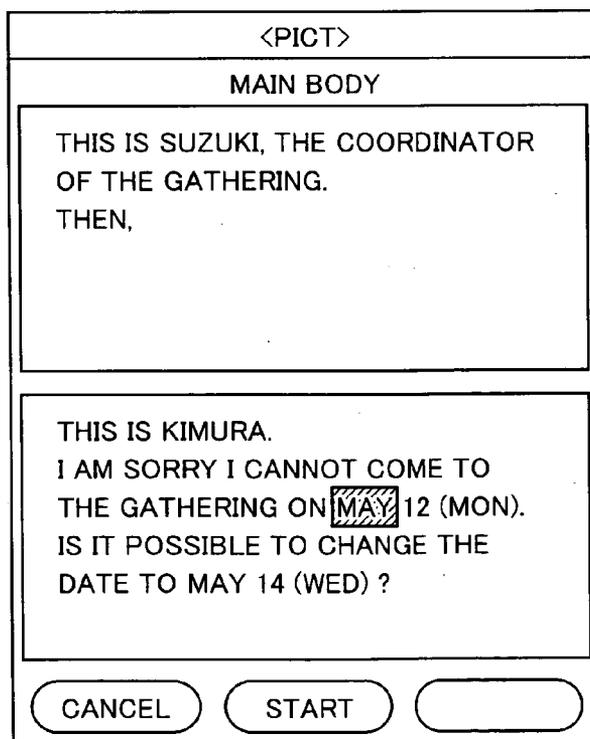 <PICT>
MAIN BODY
THIS IS SUZUKI, THE COORDINATOR
OF THE GATHERING.
THEN,
THIS IS KIMURA.
I AM SORRY I CANNOT COME TO
THE GATHERING ON MAY 12 (MON).
IS IT POSSIBLE TO CHANGE THE
DATE TO MAY 14 (WED) ?
CANCEL START